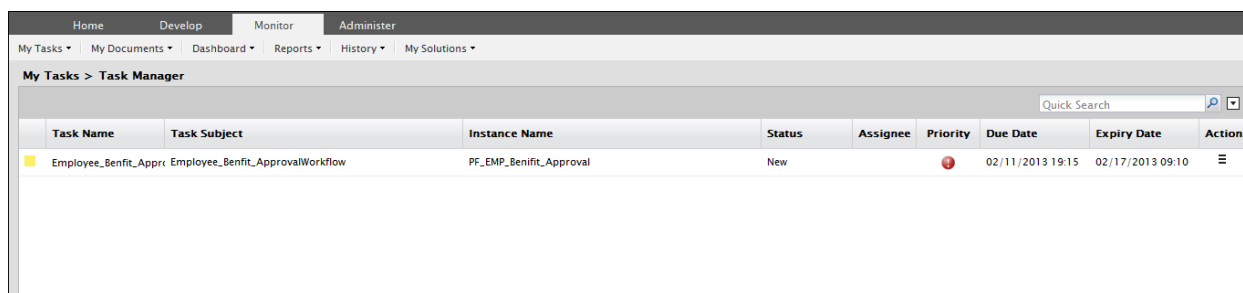 Home Develop Monitor Administer
My Tasks My Documents Dashboard Reports History My Solutions
My Tasks > Task Manager
Quick Search
Task Name Task Subject Instance Name Status Assignee Priority Due Date Expiry Date Action
Employee_Benfit_Appr Employee_Benfit_ApprovalWorkflow PF_EMP_Benifit_Approval New 02/11/2013 19:15 02/17/2013 09:10